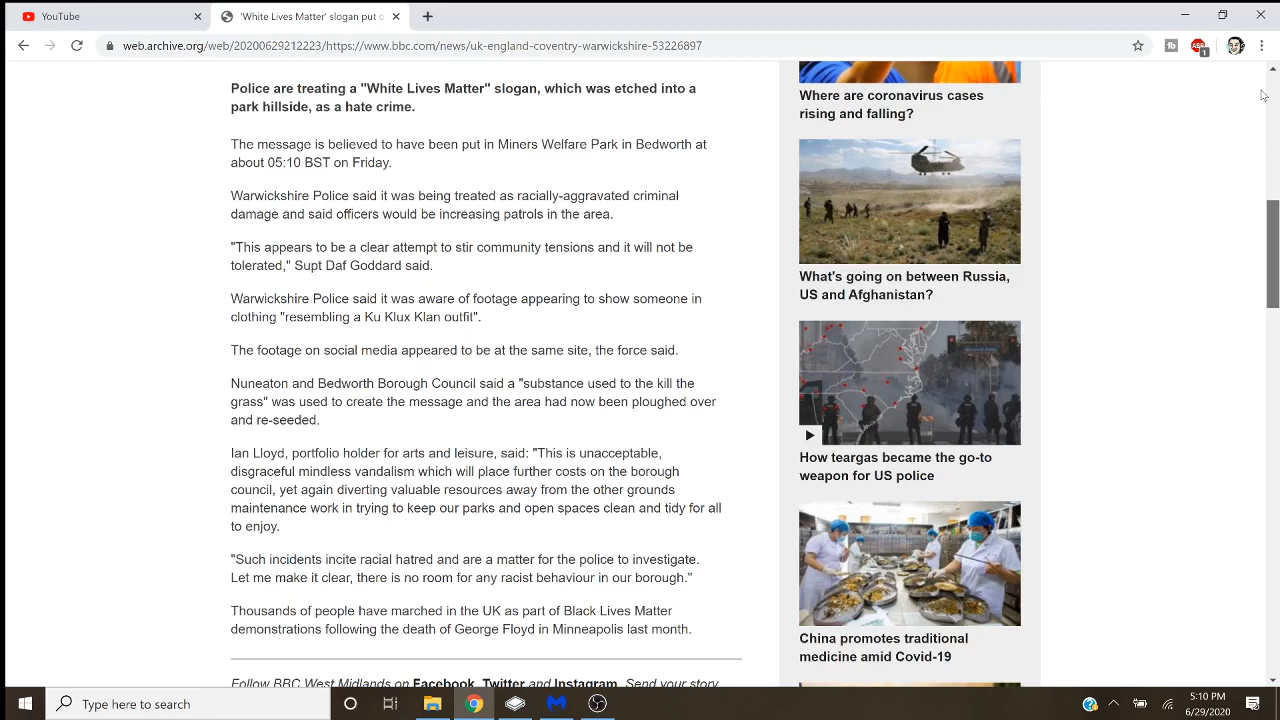 YouTube
'White Lives Matter' slogan put o
web.archive.org/web/20200629212223/https://www.bbc.com/news/uk-england-coventry-warwickshire-53226897
1
Police are treating a "White Lives Matter" slogan, which was etched into a
park hillside, as a hate crime.
The message is believed to have been put in Miners Welfare Park in Bedworth at
about 05:10 BST on Friday.
Warwickshire Police said it was being treated as racially-aggravated criminal
damage and said officers would be increasing patrols in the area.
"This appears to be a clear attempt to stir community tensions and it will not be
tolerated," Supt Daf Goddard said.
Warwickshire Police said it was aware of footage appearing to show someone in
clothing "resembling a Ku Klux Klan outfit".
The footage on social media appeared to be at the same site, the force said.
Nuneaton and Bedworth Borough Council said a "substance used to the kill the
grass" was used to create the message and the area had now been ploughed over
and re-seeded.
Ian Lloyd, portfolio holder for arts and leisure, said: "This is unacceptable,
disgraceful mindless vandalism which will place further costs on the borough
council, yet again diverting valuable resources away from the other grounds
maintenance work in trying to keep our parks and open spaces clean and tidy for all
to enjoy.
"Such incidents incite racial hatred and are a matter for the police to investigate.
Let me make it clear, there is no room for any racist behaviour in our borough."
Thousands of people have marched in the UK as part of Black Lives Matter
demonstrations following the death of George Floyd in Minneapolis last month.
Follow BBC West Midlands on Facebook, Twitter and Instagram. Send your story
Where are coronavirus cases
rising and falling?
What's going on between Russia,
US and Afghanistan?
How teargas became the go-to
weapon for US police
China promotes traditional
medicine amid Covid-19
Type here to search
5:10 PM
6/29/2020